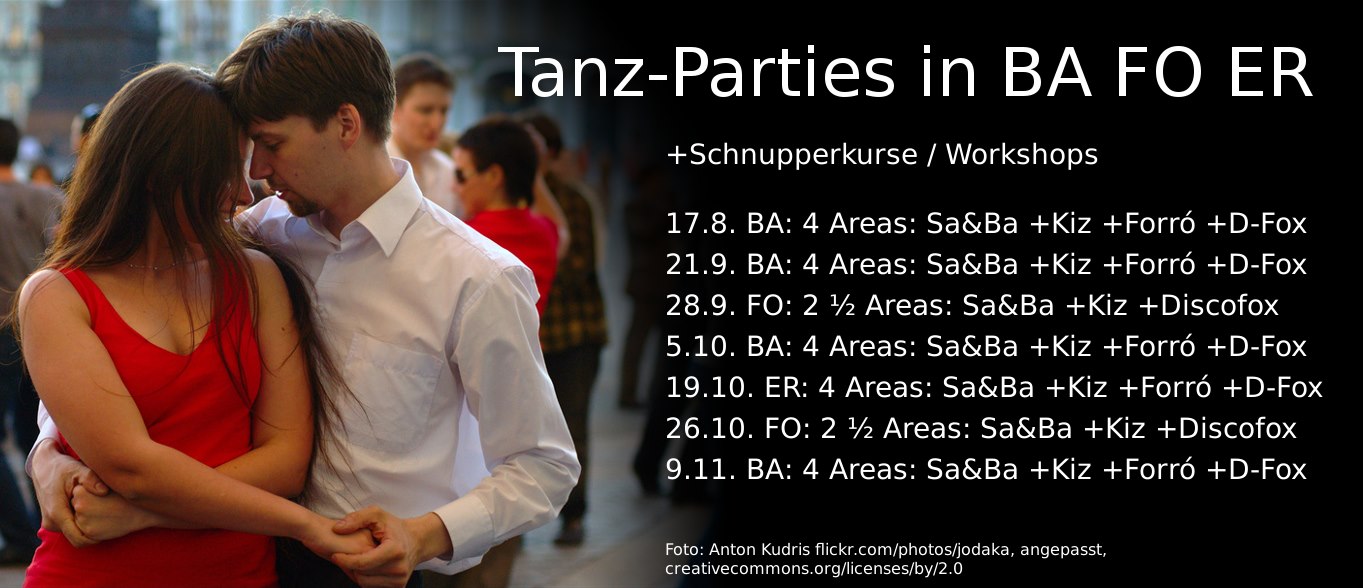 Tanz-Parties in BA FO ER
+Schnupperkurse / Workshops
17.8. BA: 4 Areas: Sa&Ba +Kiz +Forró +D-Fox
21.9. BA: 4 Areas: Sa&Ba +Kiz +Forró +D-Fox
28.9. FO: 2 ½ Areas: Sa&Ba +Kiz +Discofox
5.10. BA: 4 Areas: Sa&Ba +Kiz +Forró +D-Fox
19.10. ER: 4 Areas: Sa&Ba +Kiz +Forró +D-Fox
26.10. FO: 2 ½ Areas: Sa&Ba +Kiz +Discofox
9.11. BA: 4 Areas: Sa&Ba +Kiz +Forró +D-Fox
Foto: Anton Kudris flickr.com/photos/jodaka, angepasst,
creativecommons.org/licenses/by/2.0